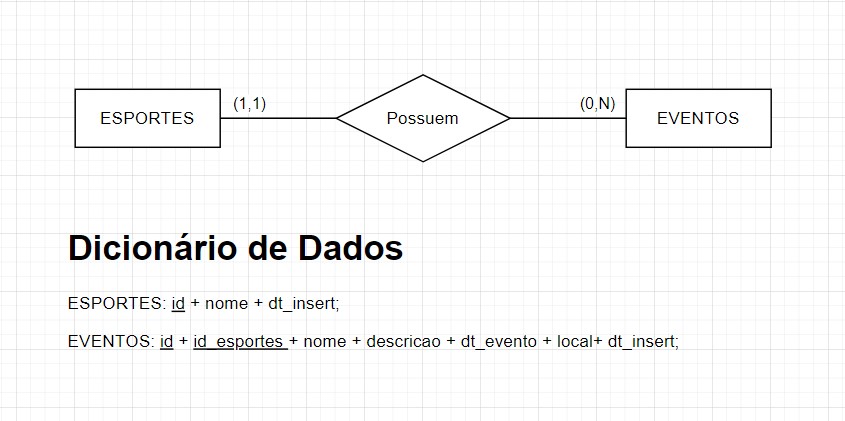 ESPORTES (1,1) Possuem (0,N) EVENTOS
Dicionário de Dados
ESPORTES: id + nome + dt_insert;
EVENTOS: id + id_esportes + nome + descricao + dt_evento + local+ dt_insert;